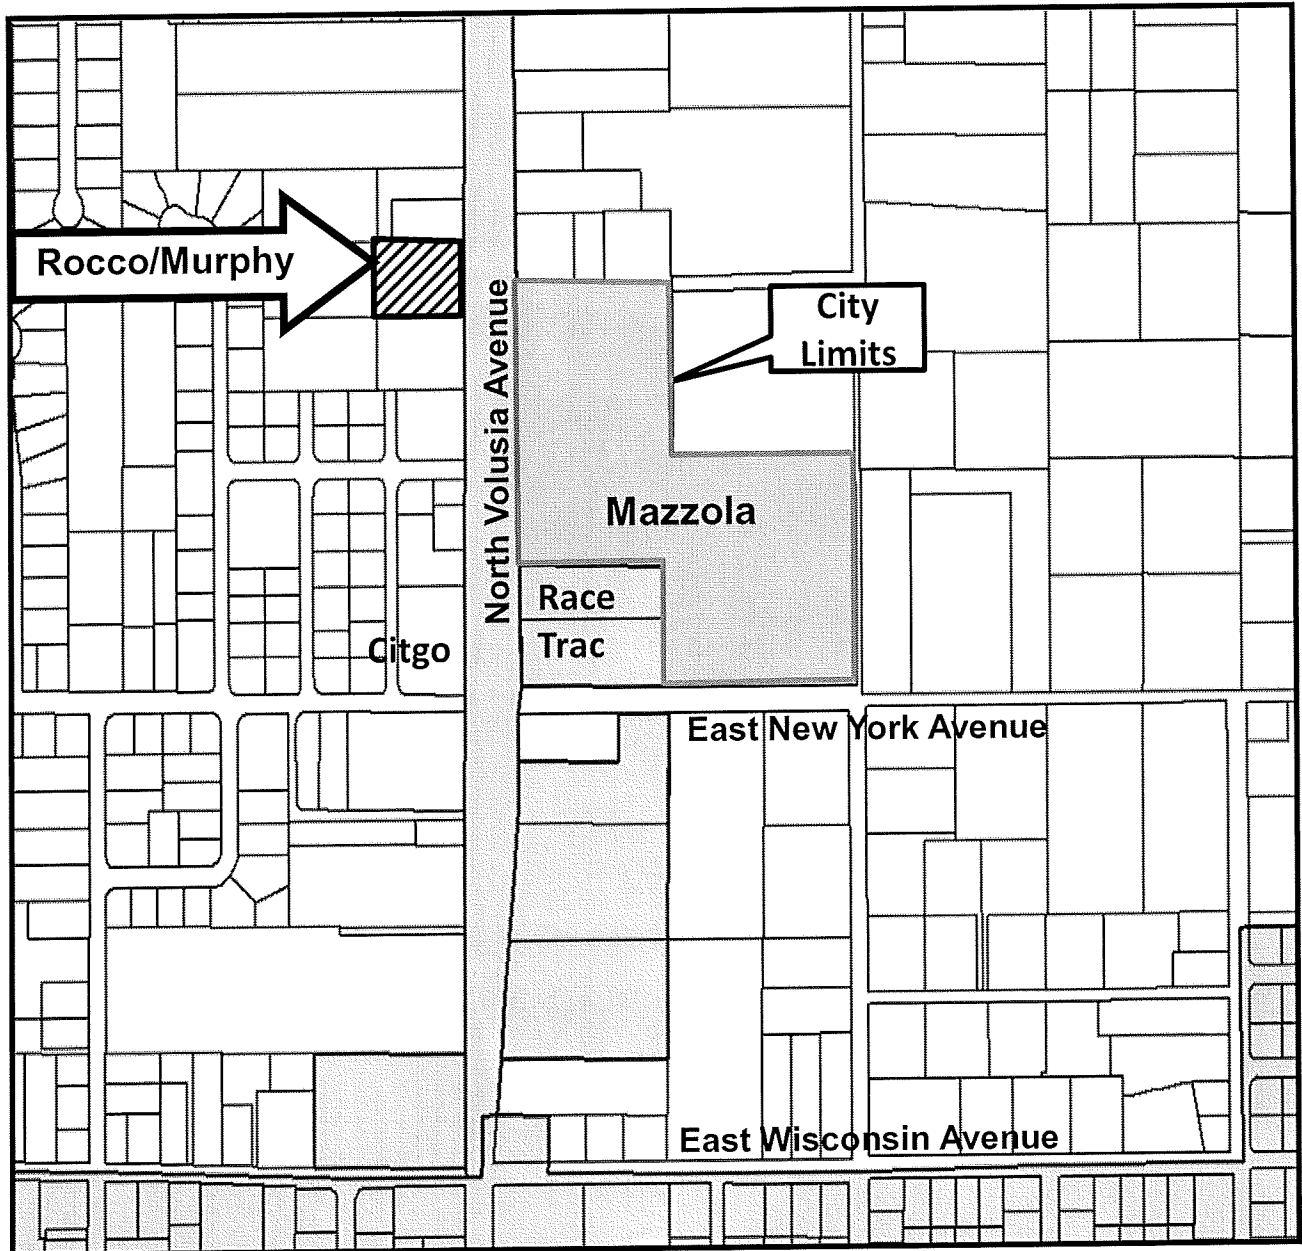 Rocco/Murphy
City
Limits
North Volusia Avenue
Mazzola
Race
Trac
Citgo
East New York Avenue
East Wisconsin Avenue